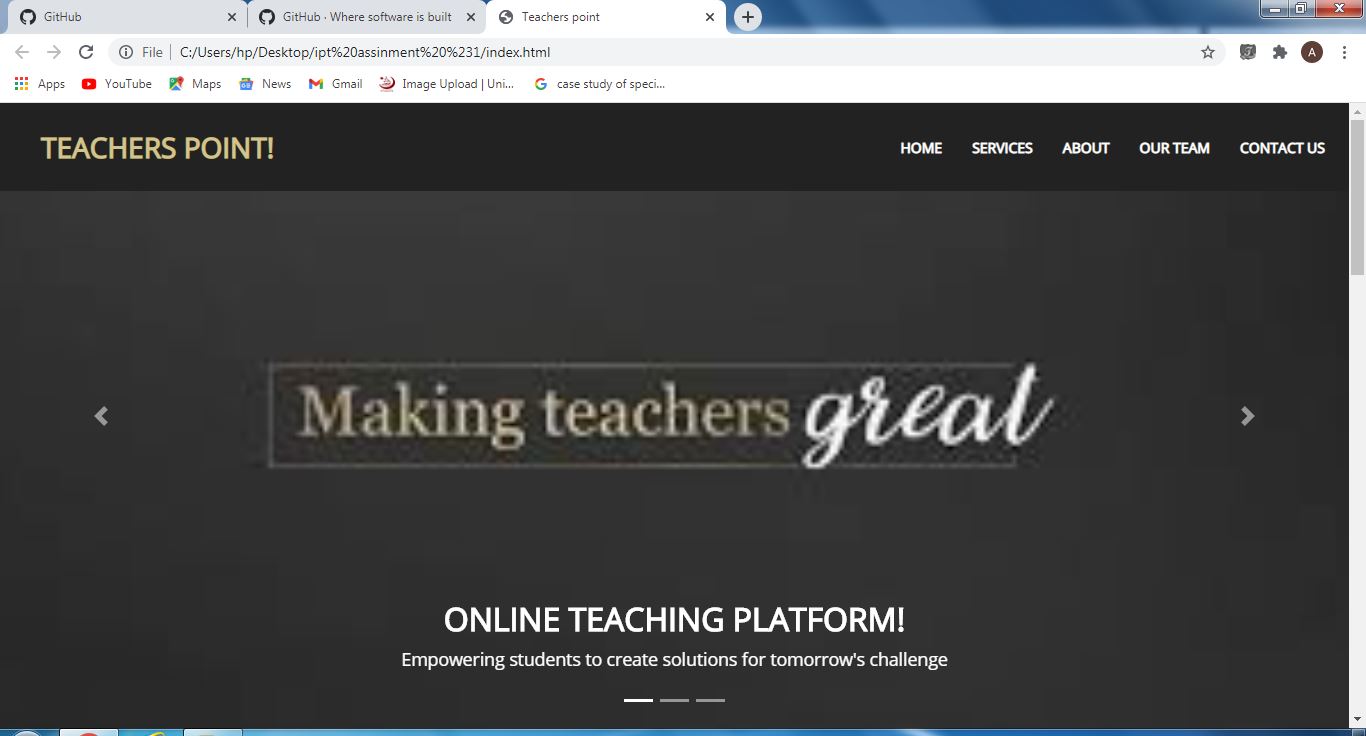 GitHub
GitHub · Where software is built
Teachers point
File | C:/Users/hp/Desktop/ipt%20assinment%20%231/index.html
A
Apps YouTube Maps News Gmail Image Upload | Uni... case study of speci...
TEACHERS POINT!
HOME SERVICES ABOUT OUR TEAM CONTACT US
Making teachers great
ONLINE TEACHING PLATFORM!
Empowering students to create solutions for tomorrow's challenge